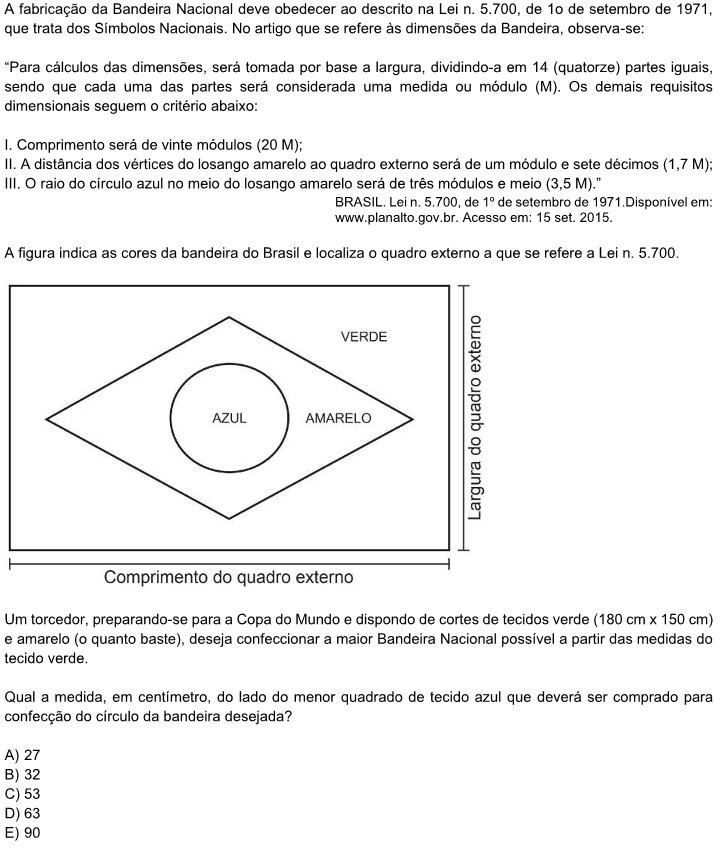 A fabricação da Bandeira Nacional deve obedecer ao descrito na Lei n. 5.700, de 1o de setembro de 1971,
que trata dos Símbolos Nacionais. No artigo que se refere às dimensões da Bandeira, observa-se:
“Para cálculos das dimensões, será tomada por base a largura, dividindo-a em 14 (quatorze) partes iguais,
sendo que cada uma das partes será considerada uma medida ou módulo (M). Os demais requisitos
dimensionais seguem o critério abaixo:
I. Comprimento será de vinte módulos (20 M);
II. A distância dos vértices do losango amarelo ao quadro externo será de um módulo e sete décimos (1,7 M);
III. O raio do círculo azul no meio do losango amarelo será de três módulos e meio (3,5 M).”
BRASIL. Lei n. 5.700, de 1º de setembro de 1971.Disponível em:
www.planalto.gov.br. Acesso em: 15 set. 2015.
A figura indica as cores da bandeira do Brasil e localiza o quadro externo a que se refere a Lei n. 5.700.
VERDE
AZUL
AMARELO
Largura do quadro externo
Comprimento do quadro externo
Um torcedor, preparando-se para a Copa do Mundo e dispondo de cortes de tecidos verde (180 cm x 150 cm)
e amarelo (o quanto baste), deseja confeccionar a maior Bandeira Nacional possível a partir das medidas do
tecido verde.
Qual a medida, em centímetro, do lado do menor quadrado de tecido azul que deverá ser comprado para
confecção do círculo da bandeira desejada?
A) 27
B) 32
C) 53
D) 63
E) 90